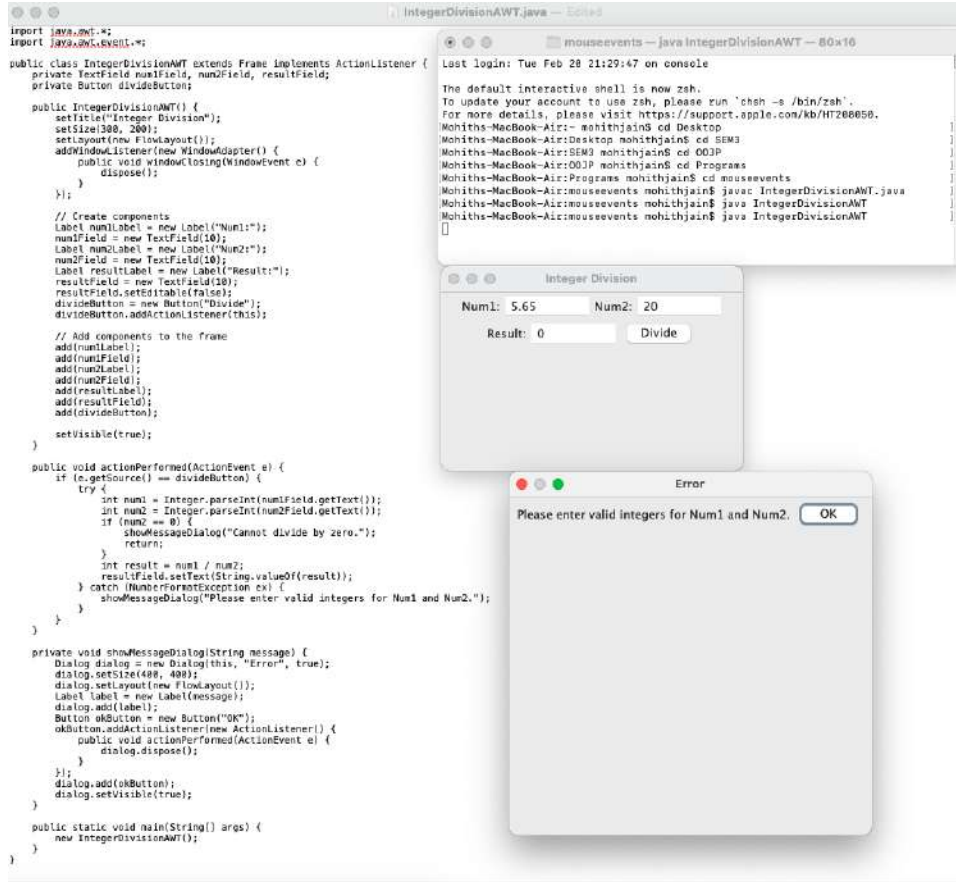 IntegerDivisionAWT.java — Edited
import java.awt.*;
import java.awt.event.*;
public class IntegerDivisionAWT extends Frame implements ActionListener {
private TextField num1Field, num2Field, resultField;
private Button divideButton;
public IntegerDivisionAWT() {
setTitle("Integer Division");
setSize(300, 200);
setLayout(new FlowLayout());
addWindowListener(new WindowAdapter() {
public void windowClosing(WindowEvent e) {
dispose();
}
});
// Create components
Label num1Label = new Label("Num1:");
num1Field = new TextField(10);
Label num2Label = new Label("Num2:");
num2Field = new TextField(10);
Label resultLabel = new Label("Result:");
resultField = new TextField(10);
resultField.setEditable(false);
divideButton = new Button("Divide");
divideButton.addActionListener(this);
// Add components to the frame
add(num1Label);
add(num1Field);
add(num2Label);
add(num2Field);
add(resultLabel);
add(resultField);
add(divideButton);
setVisible(true);
}
public void actionPerformed(ActionEvent e) {
if (e.getSource() == divideButton) {
try {
int num1 = Integer.parseInt(num1Field.getText());
int num2 = Integer.parseInt(num2Field.getText());
if (num2 == 0) {
showMessageDialog("Cannot divide by zero.");
return;
}
int result = num1 / num2;
resultField.setText(String.valueOf(result));
} catch (NumberFormatException ex) {
showMessageDialog("Please enter valid integers for Num1 and Num2.");
}
}
}
private void showMessageDialog(String message) {
Dialog dialog = new Dialog(this, "Error", true);
dialog.setSize(400, 400);
dialog.setLayout(new FlowLayout());
Label label = new Label(message);
dialog.add(label);
Button okButton = new Button("OK");
okButton.addActionListener(new ActionListener() {
public void actionPerformed(ActionEvent e) {
dialog.dispose();
}
});
dialog.add(okButton);
dialog.setVisible(true);
}
public static void main(String[] args) {
new IntegerDivisionAWT();
}
}
mouseevents — java IntegerDivisionAWT — 80×16
Last login: Tue Feb 28 21:29:47 on console
The default interactive shell is now zsh.
To update your account to use zsh, please run `chsh -s /bin/zsh`.
For more details, please visit https://support.apple.com/kb/HT208050.
Mohiths-MacBook-Air:~ mohithjain$ cd Desktop
Mohiths-MacBook-Air:Desktop mohithjain$ cd SEM3
Mohiths-MacBook-Air:SEM3 mohithjain$ cd OOJP
Mohiths-MacBook-Air:OOJP mohithjain$ cd Programs
Mohiths-MacBook-Air:Programs mohithjain$ cd mouseevents
Mohiths-MacBook-Air:mouseevents mohithjain$ javac IntegerDivisionAWT.java
Mohiths-MacBook-Air:mouseevents mohithjain$ java IntegerDivisionAWT
Mohiths-MacBook-Air:mouseevents mohithjain$ java IntegerDivisionAWT
Integer Division
Num1: 5.65 Num2: 20
Result: 0 Divide
Error
Please enter valid integers for Num1 and Num2. OK